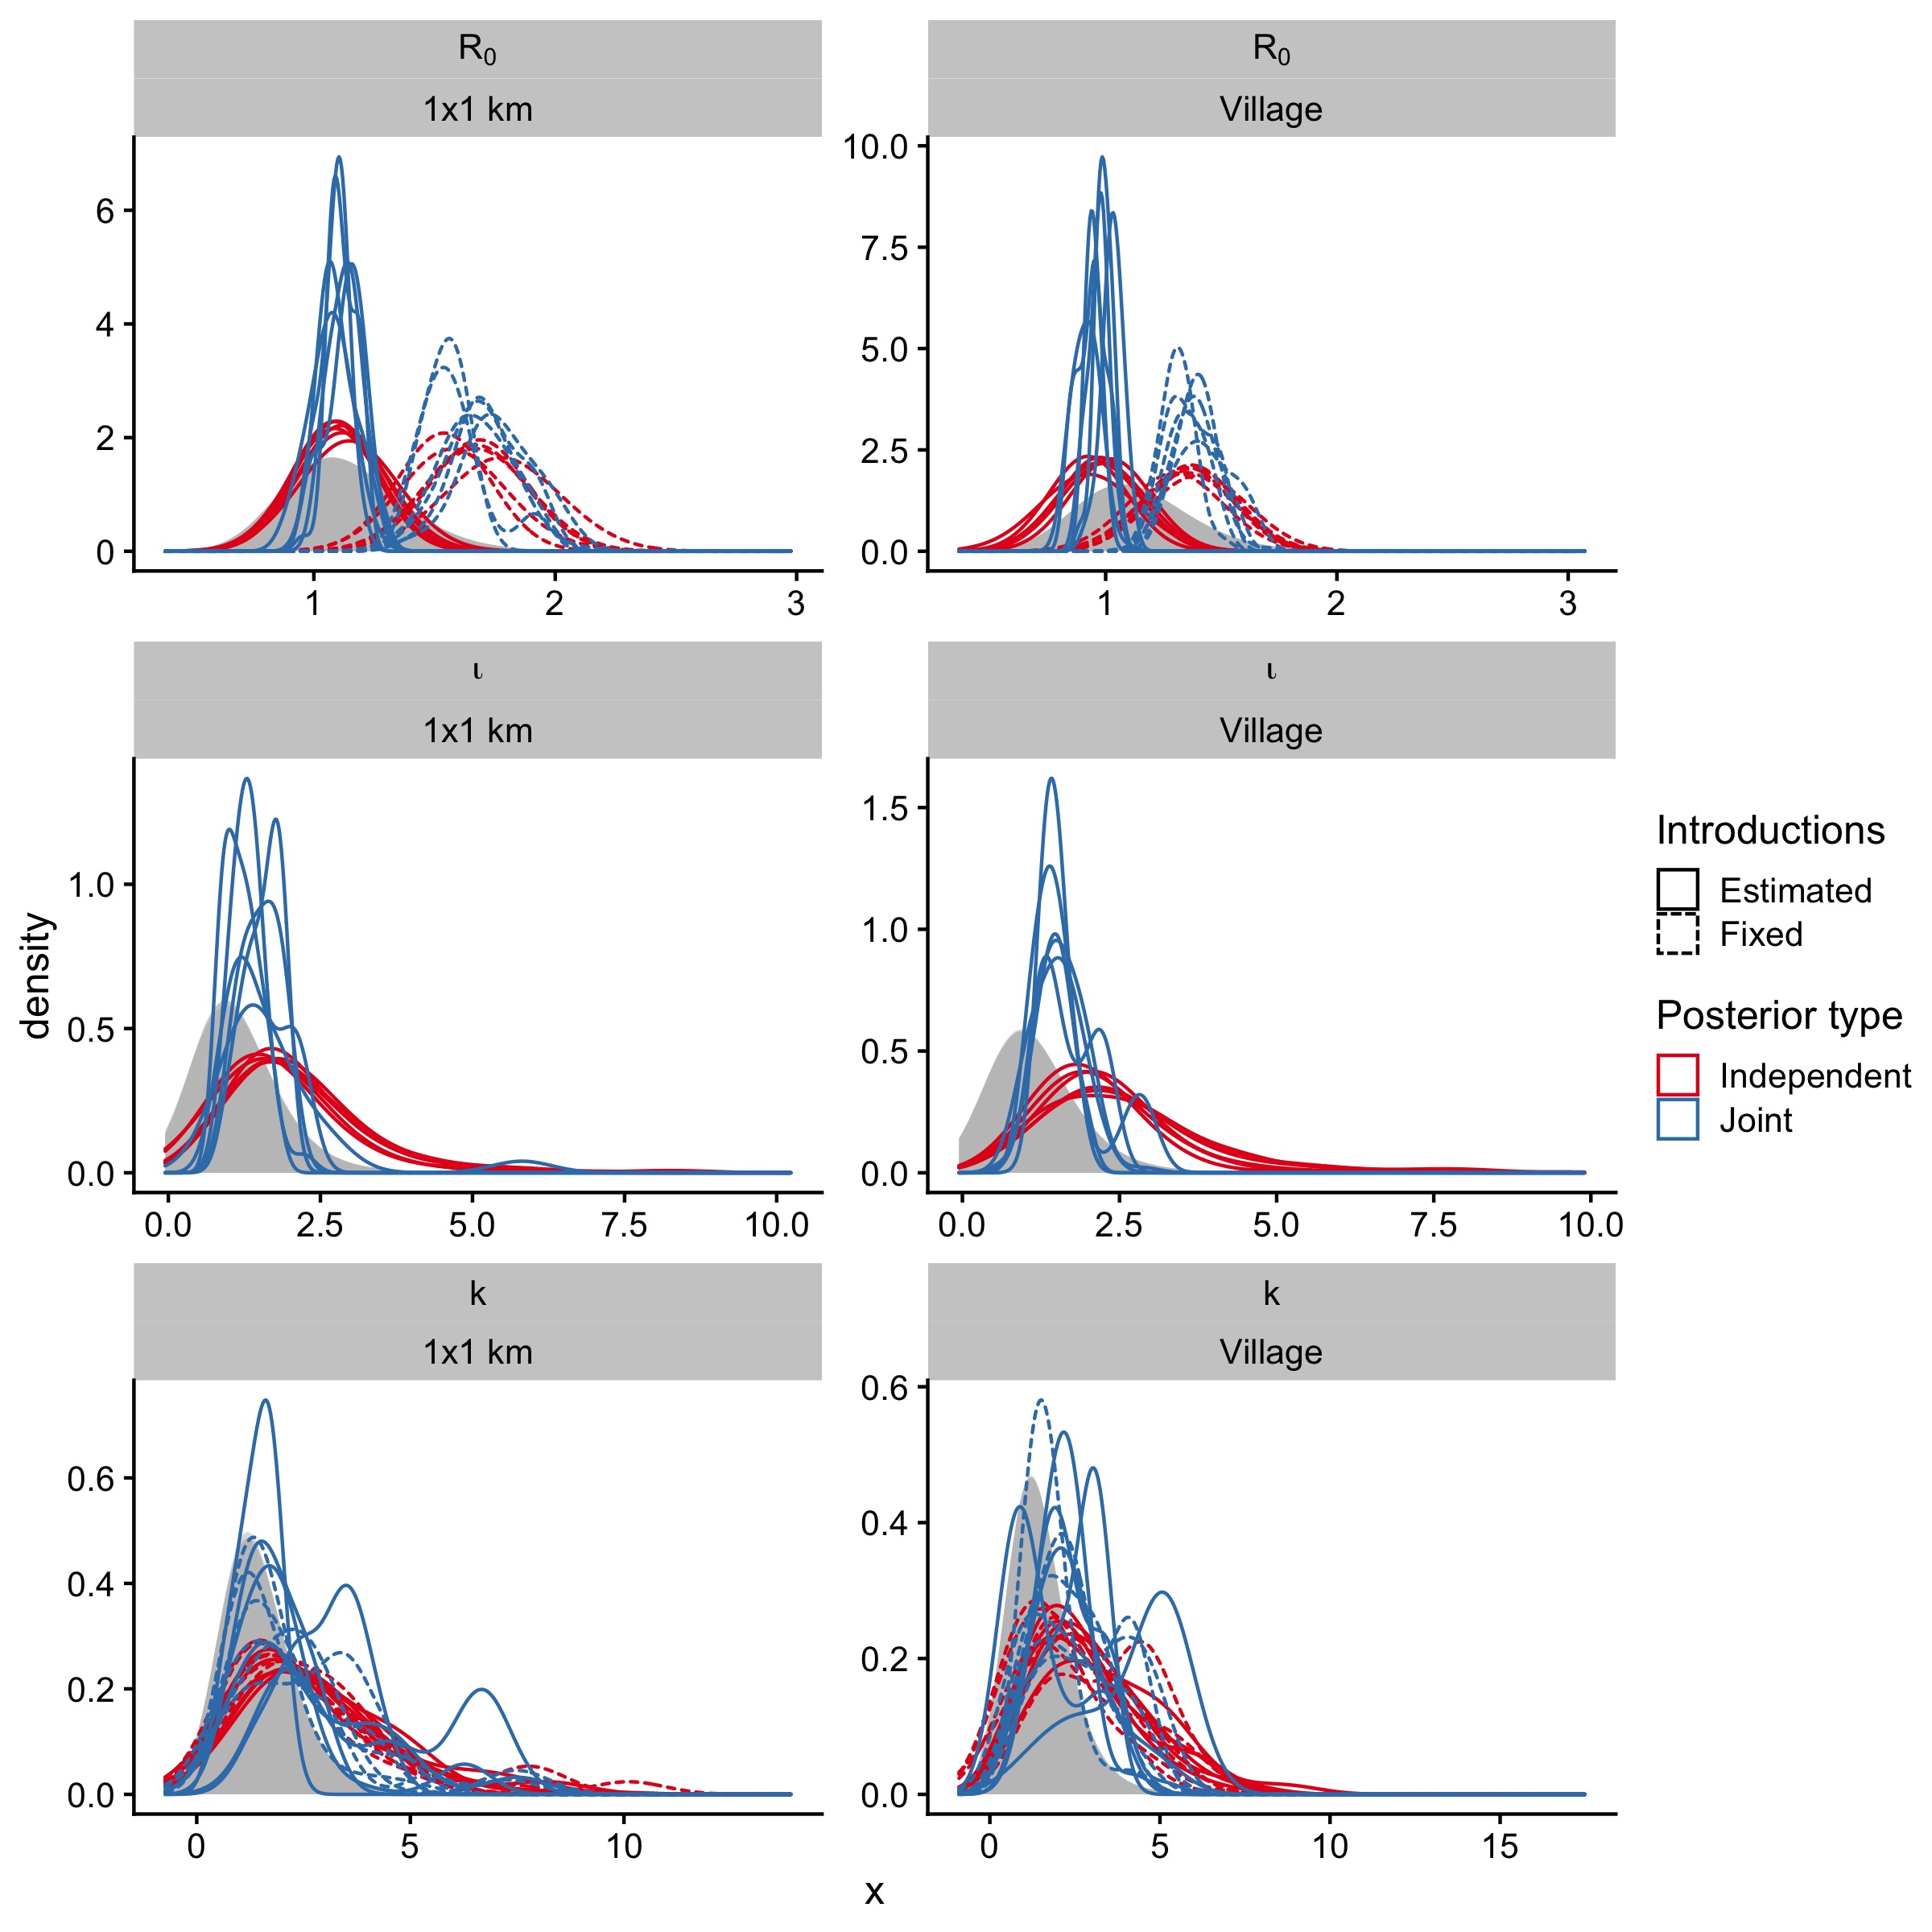 R₀
1x1 km
6
4
2
0
1 2 3
R₀
Village
10.0
7.5
5.0
2.5
0.0
1 2 3
ι
1x1 km
1.0
0.5
0.0
0.0 2.5 5.0 7.5 10.0
ι
Village
1.5
1.0
0.5
0.0
0.0 2.5 5.0 7.5 10.0
k
1x1 km
0.6
0.4
0.2
0.0
0 5 10
k
Village
0.6
0.4
0.2
0.0
0 5 10 15
density
x
Introductions
Estimated
Fixed
Posterior type
Independent
Joint